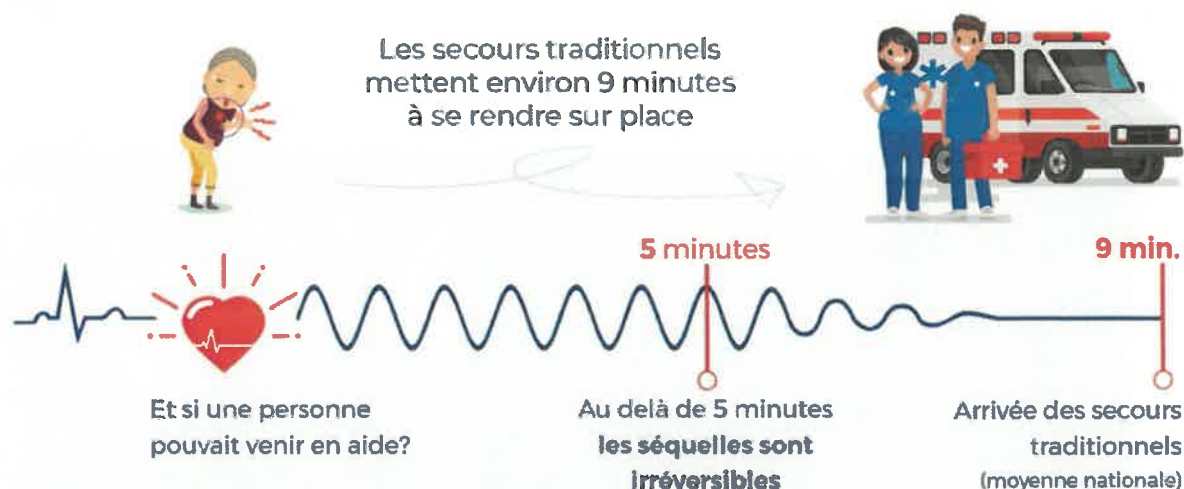 Les secours traditionnels
mettent environ 9 minutes
à se rendre sur place
5 minutes
9 min.
Et si une personne
pouvait venir en aide?
Au delà de 5 minutes
les séquelles sont
irréversibles
Arrivée des secours
traditionnels
(moyenne nationale)